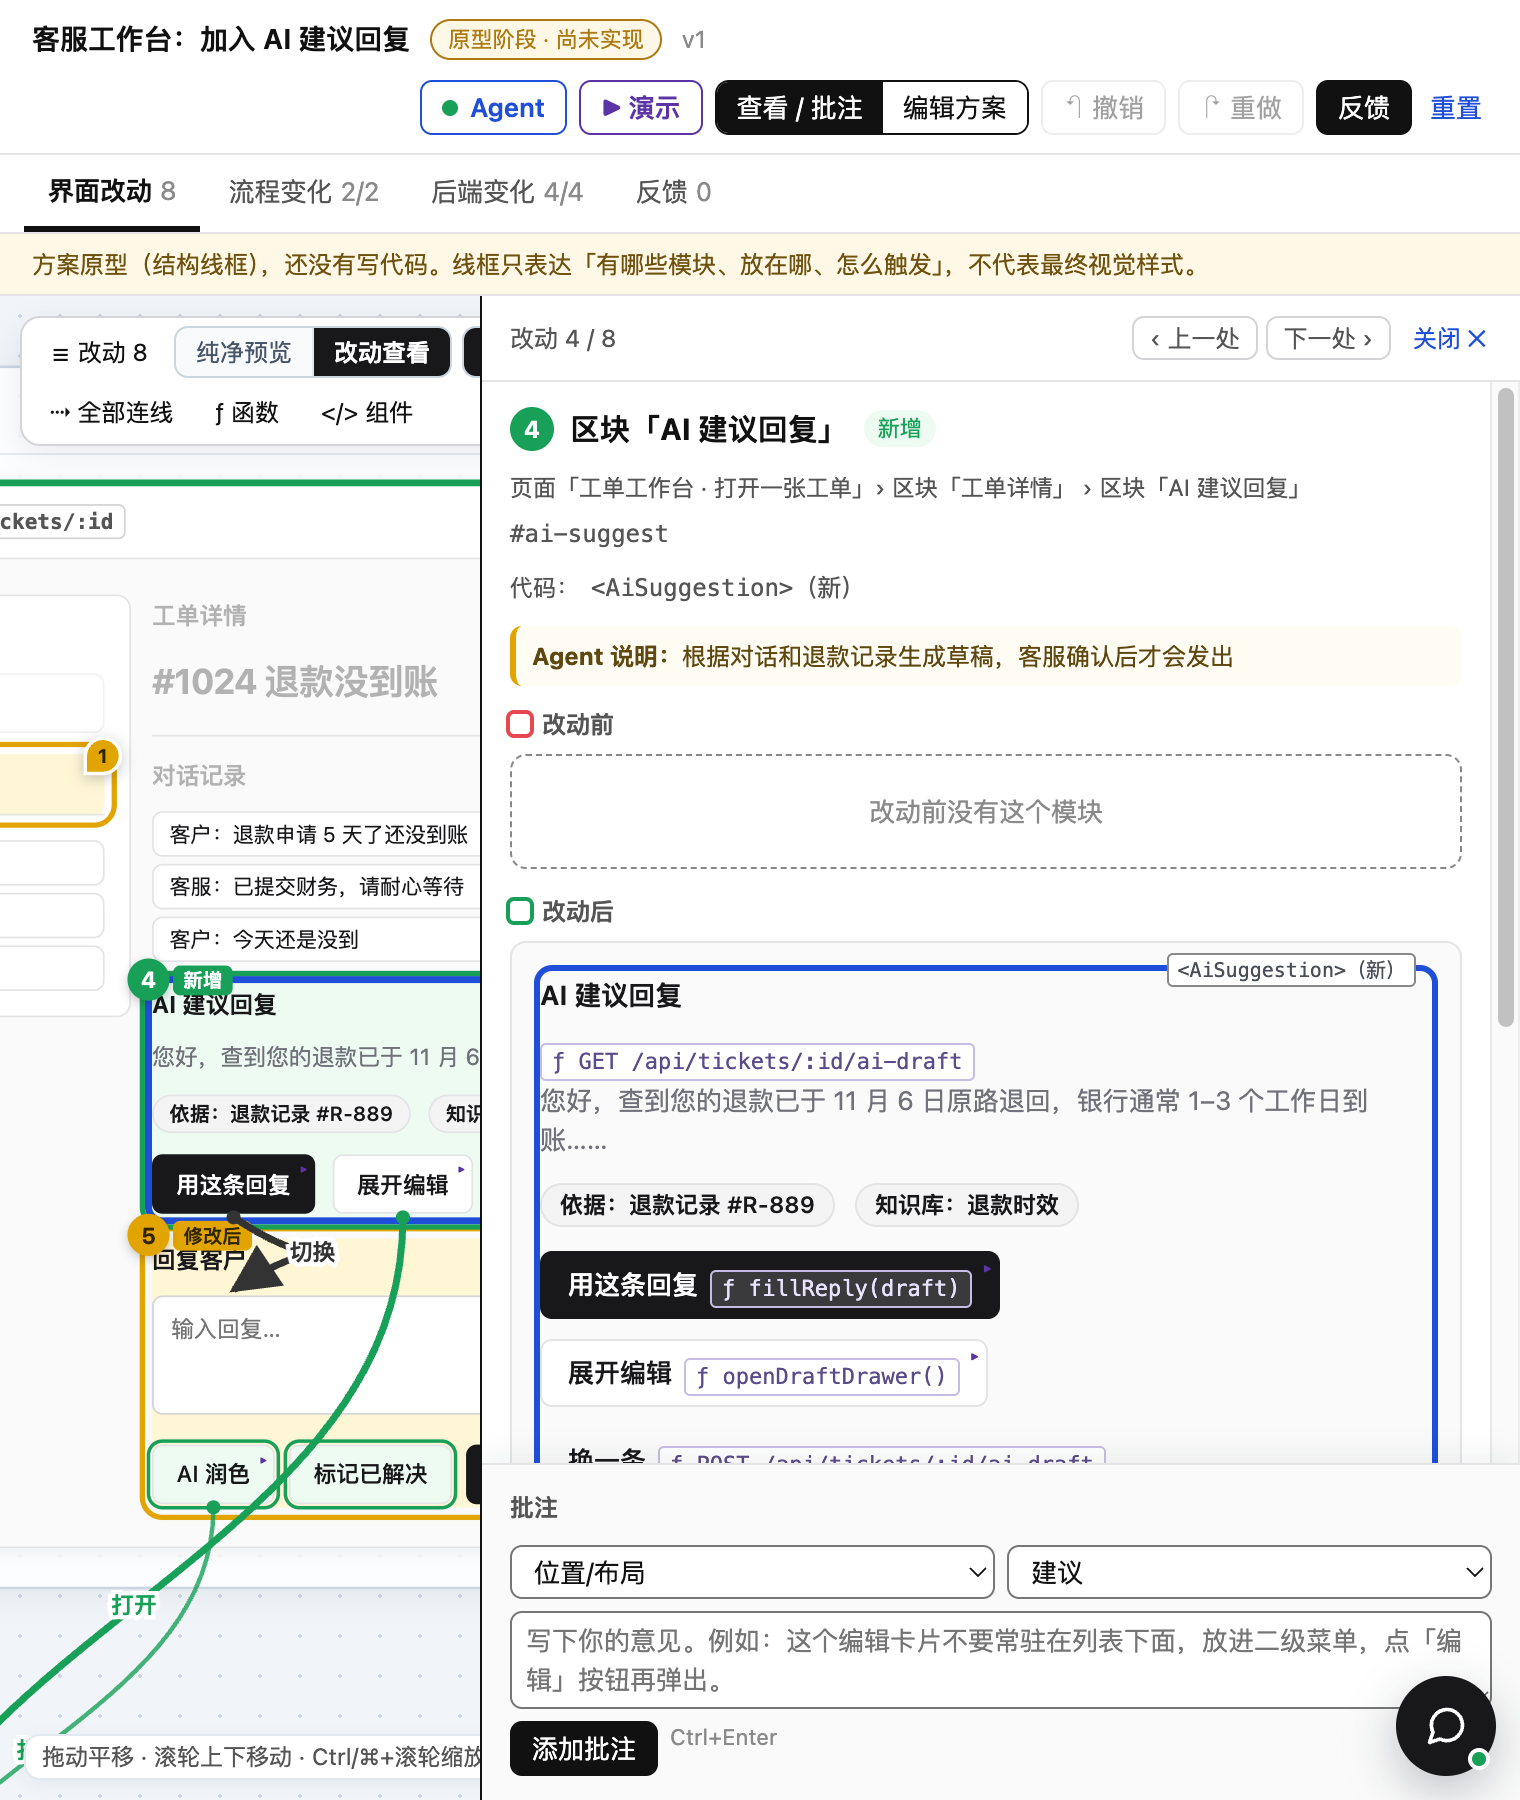 客服工作台：加入 AI 建议回复
原型阶段 · 尚未实现
v1
Agent
演示
查看 / 批注
编辑方案
撤销
重做
反馈
重置
界面改动 8
流程变化 2/2
后端变化 4/4
反馈 0
方案原型（结构线框），还没有写代码。线框只表达「有哪些模块、放在哪、怎么触发」，不代表最终视觉样式。
≡ 改动 8
纯净预览
改动查看
全部连线
ƒ 函数
</> 组件
ckets/:id
1
工单详情
#1024 退款没到账
对话记录
客户：退款申请 5 天了还没到账
客服：已提交财务，请耐心等待
客户：今天还是没到
4
新增
AI 建议回复
您好，查到您的退款已于 11 月 6
依据：退款记录 #R-889
知识
用这条回复
展开编辑
5
修改后
回复客户
切换
输入回复...
AI 润色
标记已解决
打开
拖动平移 · 滚轮上下移动 · Ctrl/⌘+滚轮缩放
改动 4 / 8
‹ 上一处
下一处 ›
关闭 ✕
4
区块「AI 建议回复」
新增
页面「工单工作台 · 打开一张工单」 › 区块「工单详情」 › 区块「AI 建议回复」
#ai-suggest
代码： <AiSuggestion>（新）
Agent 说明：根据对话和退款记录生成草稿，客服确认后才会发出
改动前
改动前没有这个模块
改动后
<AiSuggestion>（新）
AI 建议回复
ƒ GET /api/tickets/:id/ai-draft
您好，查到您的退款已于 11 月 6 日原路退回，银行通常 1–3 个工作日到
账……
依据：退款记录 #R-889
知识库：退款时效
用这条回复 ƒ fillReply(draft)
展开编辑 ƒ openDraftDrawer()
换一条 ƒ POST /api/tickets/:id/ai-draft
批注
位置/布局
建议
写下你的意见。例如：这个编辑卡片不要常驻在列表下面，放进二级菜单，点「编
辑」按钮再弹出。
添加批注
Ctrl+Enter